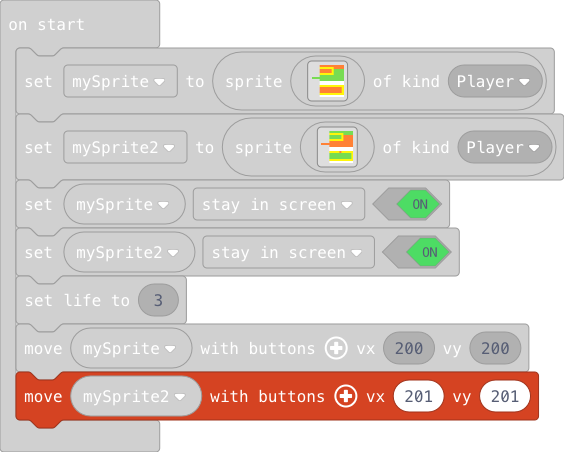 on start
set mySprite to sprite of kind Player
set mySprite2 to sprite of kind Player
set mySprite stay in screen ON
set mySprite2 stay in screen ON
set life to 3
move mySprite with buttons vx 200 vy 200
move mySprite2 with buttons vx 201 vy 201